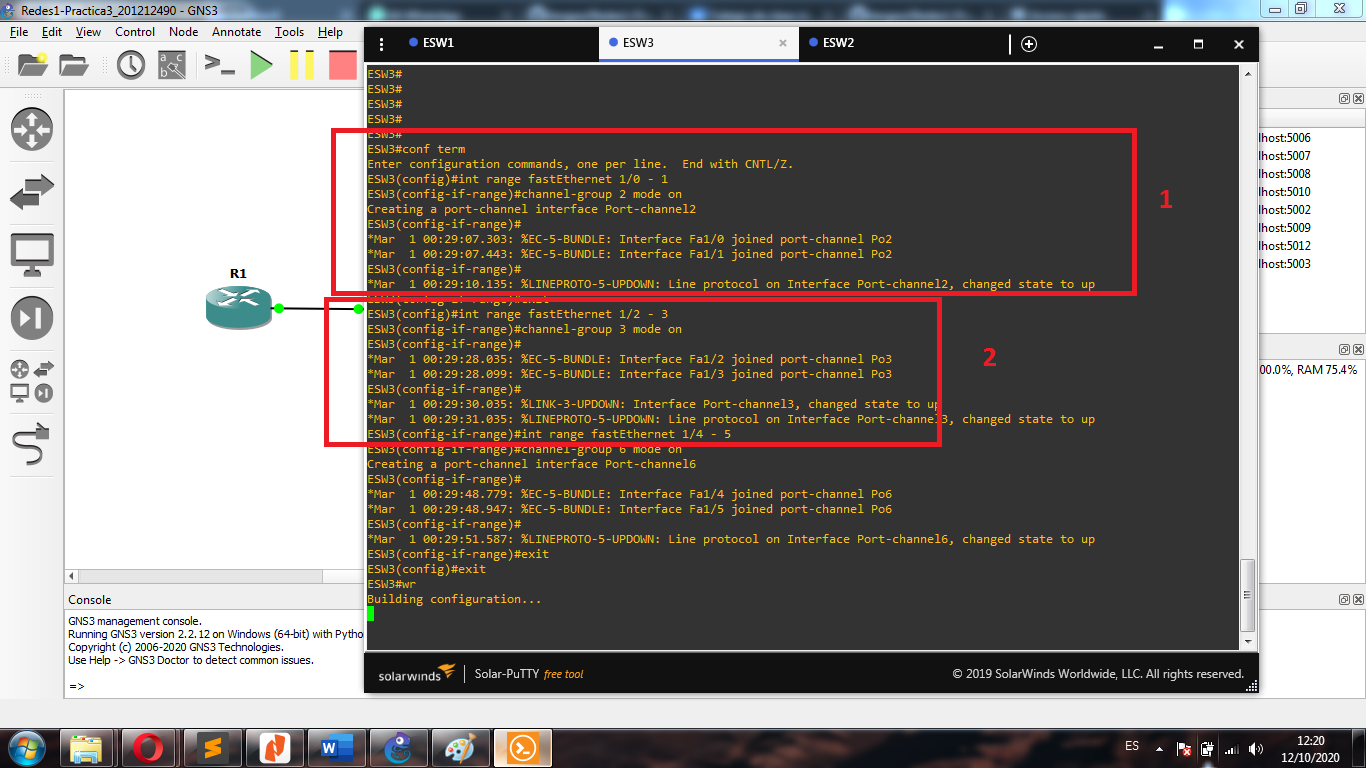 Redes1-Practica3_201212490 - GNS3
File Edit View Control Node Annotate Tools Help
ESW1
ESW3
ESW2
ESW3#
ESW3#
ESW3#
ESW3#
ESW3#
ESW3#conf term
Enter configuration commands, one per line.  End with CNTL/Z.
ESW3(config)#int range fastEthernet 1/0 - 1
ESW3(config-if-range)#channel-group 2 mode on
Creating a port-channel interface Port-channel2
ESW3(config-if-range)#
*Mar  1 00:29:07.303: %EC-5-BUNDLE: Interface Fa1/0 joined port-channel Po2
*Mar  1 00:29:07.443: %EC-5-BUNDLE: Interface Fa1/1 joined port-channel Po2
ESW3(config-if-range)#
*Mar  1 00:29:10.135: %LINEPROTO-5-UPDOWN: Line protocol on Interface Port-channel2, changed state to up
ESW3(config)#int range fastEthernet 1/2 - 3
ESW3(config-if-range)#channel-group 3 mode on
ESW3(config-if-range)#
*Mar  1 00:29:28.035: %EC-5-BUNDLE: Interface Fa1/2 joined port-channel Po3
*Mar  1 00:29:28.099: %EC-5-BUNDLE: Interface Fa1/3 joined port-channel Po3
ESW3(config-if-range)#
*Mar  1 00:29:30.035: %LINK-3-UPDOWN: Interface Port-channel3, changed state to up
*Mar  1 00:29:31.035: %LINEPROTO-5-UPDOWN: Line protocol on Interface Port-channel3, changed state to up
ESW3(config-if-range)#int range fastEthernet 1/4 - 5
ESW3(config-if-range)#channel-group 6 mode on
Creating a port-channel interface Port-channel6
ESW3(config-if-range)#
*Mar  1 00:29:48.779: %EC-5-BUNDLE: Interface Fa1/4 joined port-channel Po6
*Mar  1 00:29:48.947: %EC-5-BUNDLE: Interface Fa1/5 joined port-channel Po6
ESW3(config-if-range)#
*Mar  1 00:29:51.587: %LINEPROTO-5-UPDOWN: Line protocol on Interface Port-channel6, changed state to up
ESW3(config-if-range)#exit
ESW3(config)#exit
ESW3#wr
Building configuration...
1
2
R1
lhost:5006
lhost:5007
lhost:5008
lhost:5010
lhost:5002
lhost:5009
lhost:5012
lhost:5003
00.0%, RAM 75.4%
Console
GNS3 management console.
Running GNS3 version 2.2.12 on Windows (64-bit) with Pytho
Copyright (c) 2006-2020 GNS3 Technologies.
Use Help -> GNS3 Doctor to detect common issues.
=>
solarwinds
Solar-PuTTY free tool
© 2019 SolarWinds Worldwide, LLC. All rights reserved.
ES
12:20
12/10/2020